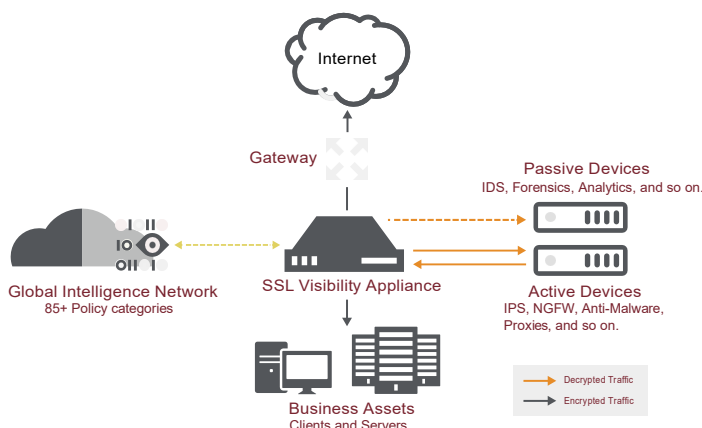 Internet
Gateway
Passive Devices
IDS, Forensics, Analytics, and so on.
Global Intelligence Network
85+ Policy categories
SSL Visibility Appliance
Active Devices
IPS, NGFW, Anti-Malware,
Proxies, and so on.
Business Assets
Clients and Servers
Decrypted Traffic
Encrypted Traffic